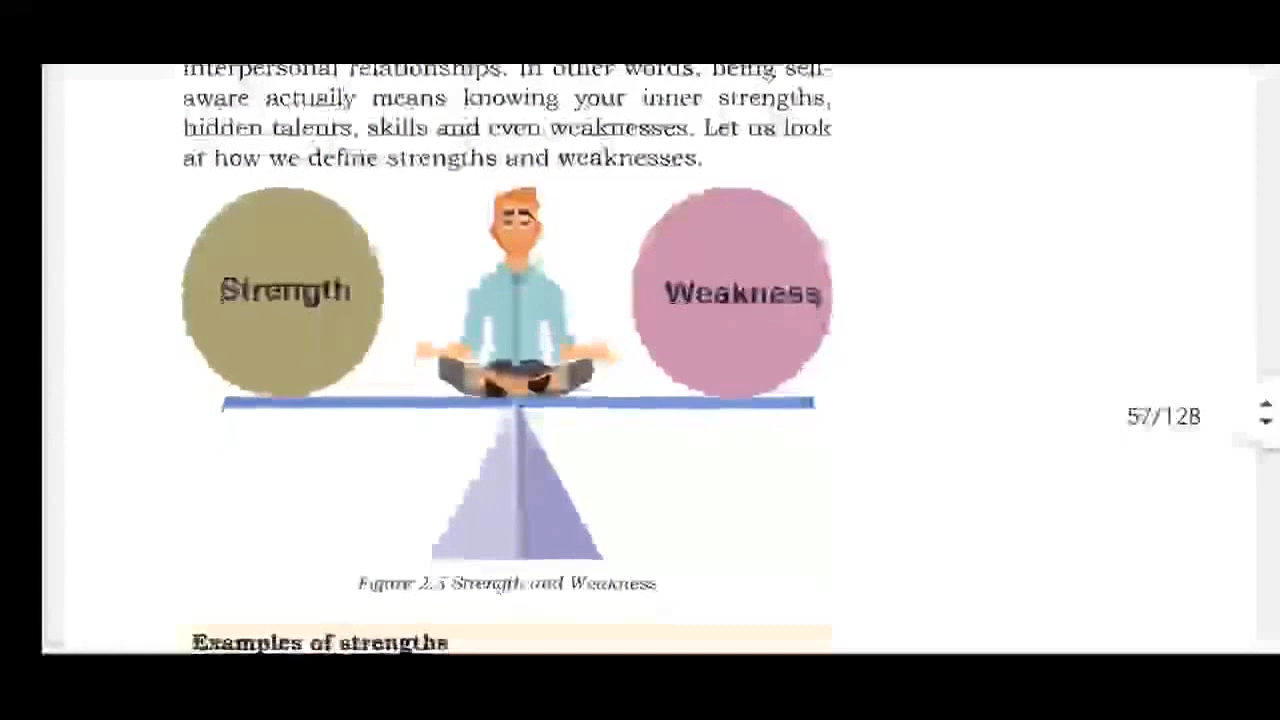 interpersonal relationships. In other words, being self-
aware actually means knowing your inner strengths,
hidden talents, skills and even weaknesses. Let us look
at how we define strengths and weaknesses.
Strength
Weakness
57/128
Figure 2.5 Strength and Weakness
Examples of strengths